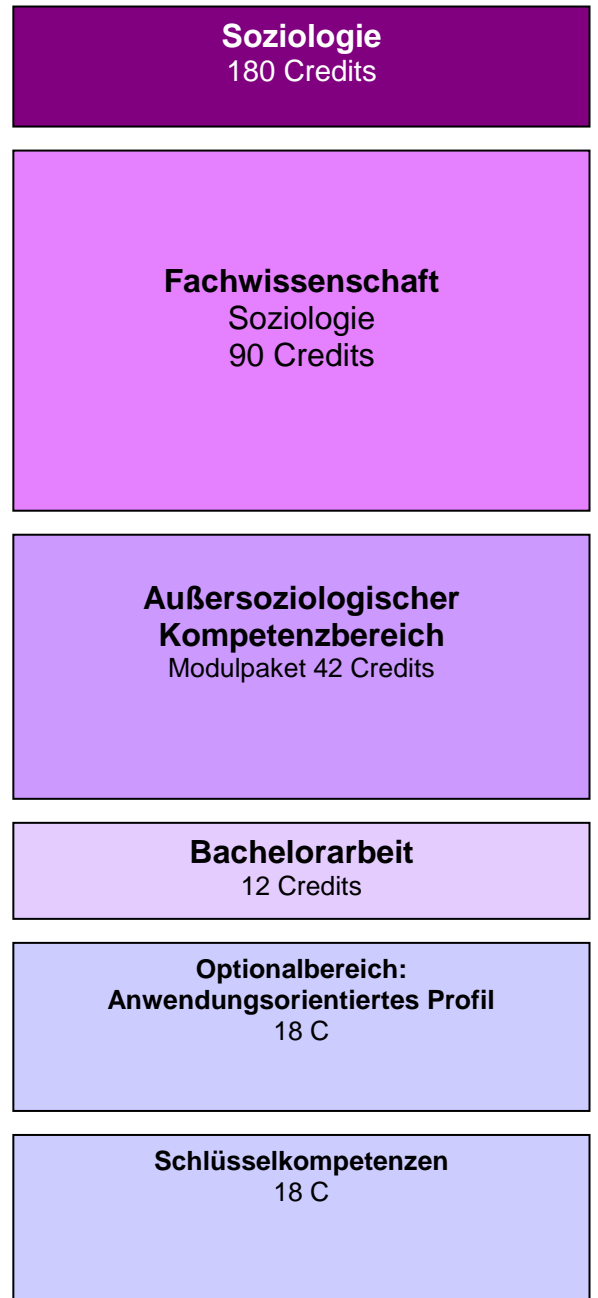 Soziologie
180 Credits
Fachwissenschaft
Soziologie
90 Credits
Außersoziologischer
Kompetenzbereich
Modulpaket 42 Credits
Bachelorarbeit
12 Credits
Optionalbereich:
Anwendungsorientiertes Profil
18 C
Schlüsselkompetenzen
18 C